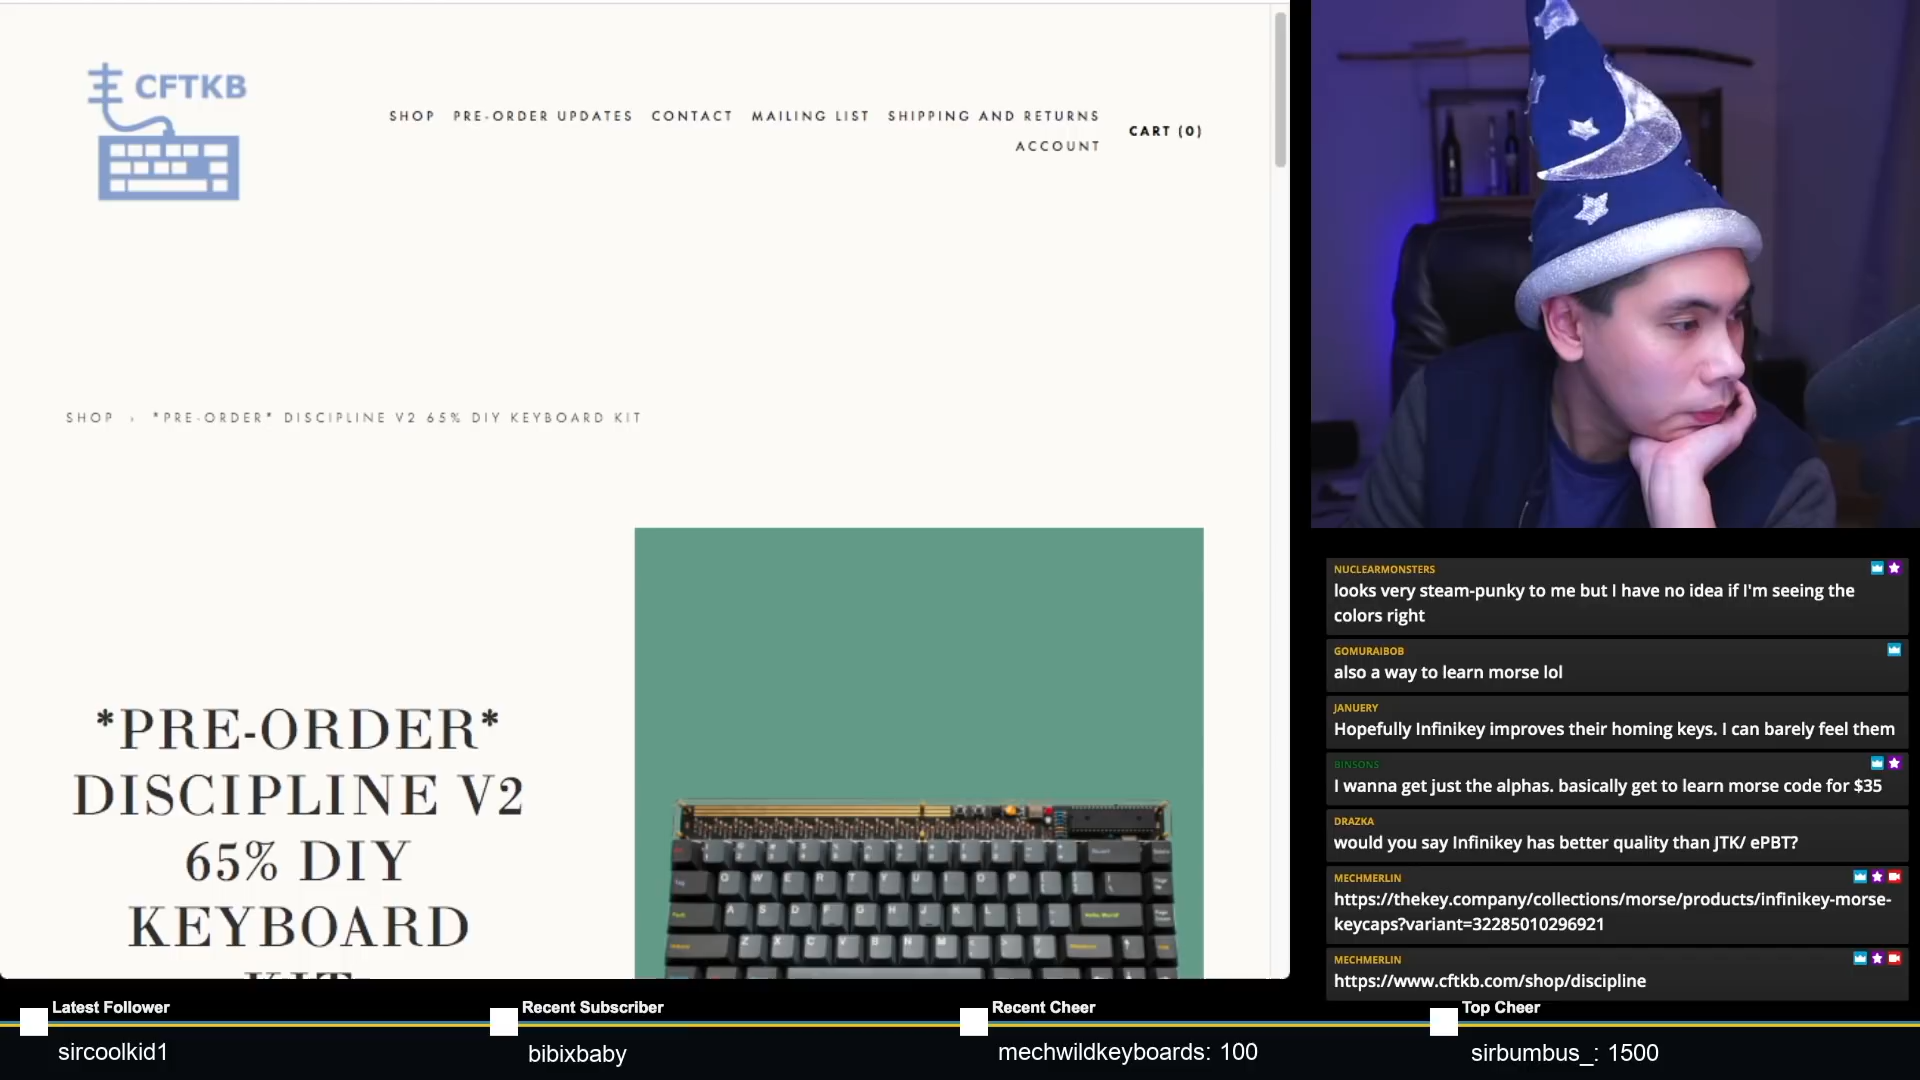 CFTKB
SHOP PRE-ORDER UPDATES CONTACT MAILING LIST SHIPPING AND RETURNS
ACCOUNT
CART (0)
SHOP › *PRE-ORDER* DISCIPLINE V2 65% DIY KEYBOARD KIT
*PRE-ORDER*
DISCIPLINE V2
65% DIY
KEYBOARD
Q W E R T Y U I O P
A S D F G H J K L
Z X C V B N M
NUCLEARMONSTERS
looks very steam-punky to me but I have no idea if I'm seeing the
colors right
GOMURAIBOB
also a way to learn morse lol
JANUERY
Hopefully Infinikey improves their homing keys. I can barely feel them
BINSONS
I wanna get just the alphas. basically get to learn morse code for $35
DRAZKA
would you say Infinikey has better quality than JTK/ ePBT?
MECHMERLIN
https://thekey.company/collections/morse/products/infinikey-morse-
keycaps?variant=32285010296921
MECHMERLIN
https://www.cftkb.com/shop/discipline
Latest Follower
sircoolkid1
Recent Subscriber
bibixbaby
Recent Cheer
mechwildkeyboards: 100
Top Cheer
sirbumbus_: 1500